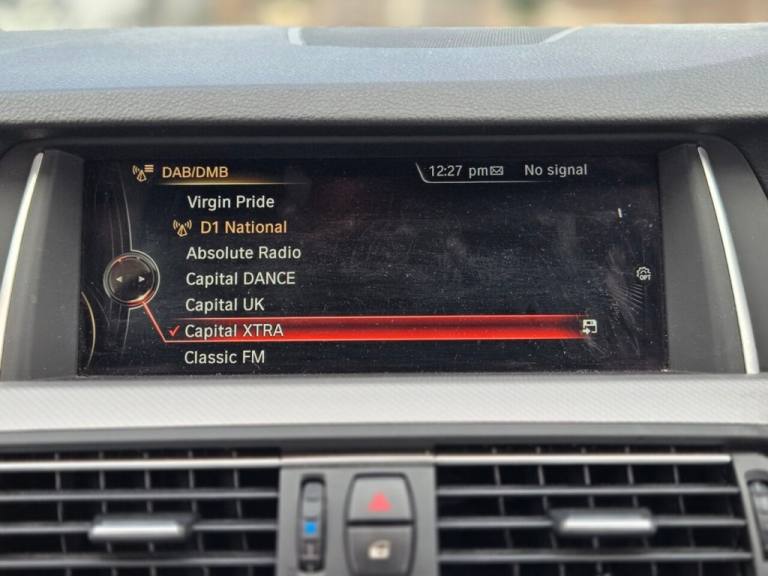 DAB/DMB
12:27 pm No signal
Virgin Pride
D1 National
Absolute Radio
Capital DANCE
Capital UK
Capital XTRA
Classic FM
OPT